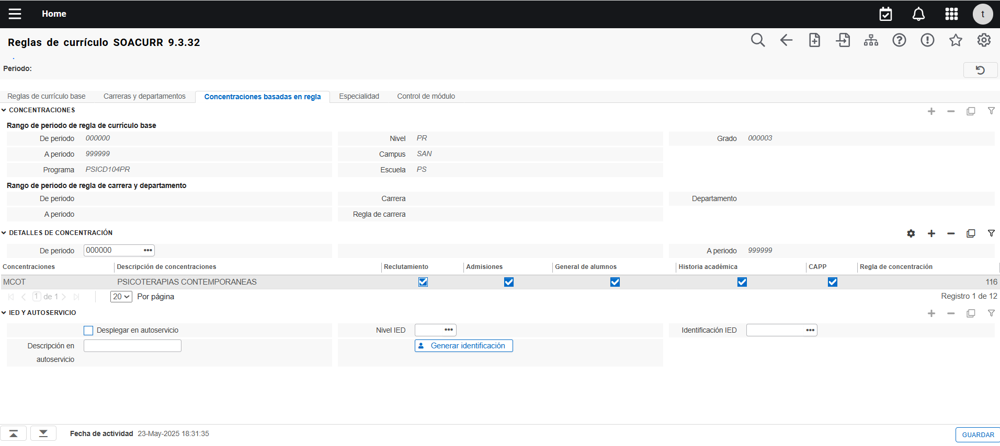 Home
t
Reglas de currículo SOACURR 9.3.32
Periodo:
Reglas de currículo base Carreras y departamentos Concentraciones basadas en regla Especialidad Control de módulo
CONCENTRACIONES
Rango de periodo de regla de currículo base
De periodo 000000 Nivel PR Grado 000003
A periodo 999999 Campus SAN
Programa PSICD104PR Escuela PS
Rango de periodo de regla de carrera y departamento
De periodo Carrera Departamento
A periodo Regla de carrera
DETALLES DE CONCENTRACIÓN
De periodo 000000 ••• A periodo 999999
Concentraciones Descripción de concentraciones Reclutamiento Admisiones General de alumnos Historia académica CAPP Regla de concentración
MCOT PSICOTERAPIAS CONTEMPORANEAS 116
1 de 1 20 Por página Registro 1 de 12
IED Y AUTOSERVICIO
Desplegar en autoservicio Nivel IED ••• Identificación IED •••
Descripción en autoservicio Generar identificación
Fecha de actividad 23-May-2025 18:31:35 GUARDAR